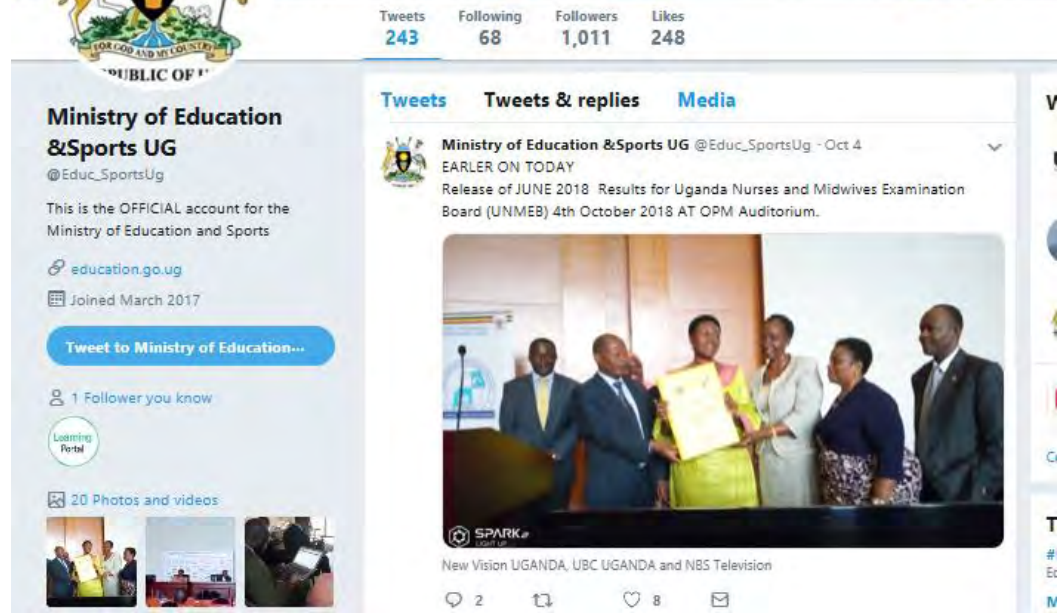 FOR GOD AND MY COUNTRY
Tweets Following Followers Likes
243 68 1,011 248
Ministry of Education
&Sports UG
@Educ_SportsUg
This is the OFFICIAL account for the
Ministry of Education and Sports
education.go.ug
Joined March 2017
Tweet to Ministry of Education...
1 Follower you know
Learning
Portal
20 Photos and videos
Tweets Tweets & replies Media
Ministry of Education &Sports UG @Educ_SportsUg · Oct 4
EARLER ON TODAY
Release of JUNE 2018 Results for Uganda Nurses and Midwives Examination
Board (UNMEB) 4th October 2018 AT OPM Auditorium.
SPARK
LIGHT UP
New Vision UGANDA, UBC UGANDA and NBS Television
2 8